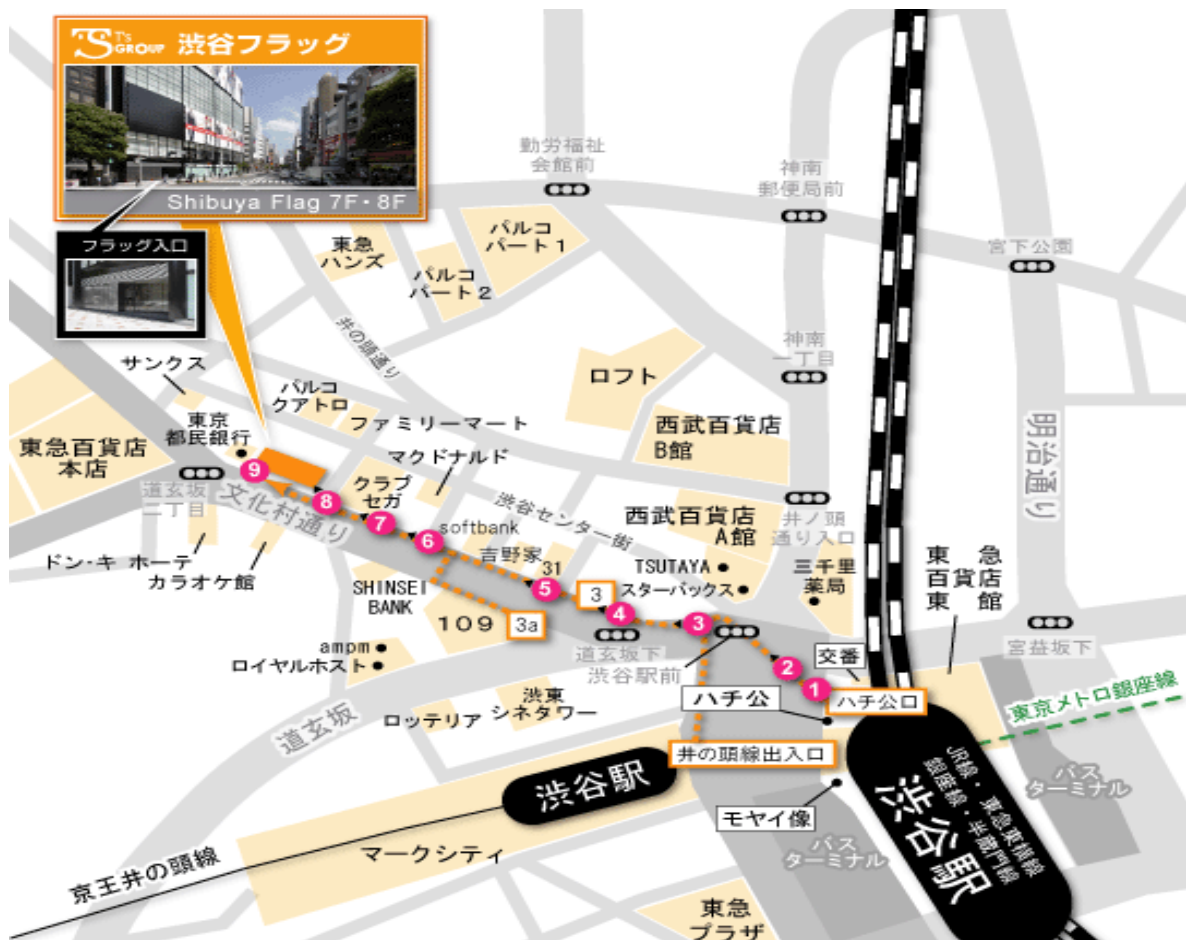 T's GROUP 渋谷フラッグ
Shibuya Flag 7F・8F
フラッグ入口
勤労福祉
会館前
神南
郵便局前
宮下公園
パルコ
パート1
東急
ハンズ
パルコ
パート2
井の頭通り
神南
一丁目
サンクス
パルコ
クアトロ
ロフト
東京
都民銀行
ファミリーマート
西武百貨店
B館
明治通り
東急百貨店
本店
マクドナルド
9
道玄坂
二丁目
文化村通り
8
クラブ
セガ
7
softbank
6
渋谷センター街
西武百貨店
A館
井ノ頭
通り入口
ドン・キ ホーテ
カラオケ館
吉野家
31
TSUTAYA
スターバックス
三千里
薬局
東 急
百貨店
東 館
SHINSEI
BANK
5
3
4
3
109
3a
ampm
ロイヤルホスト
道玄坂下
渋谷駅前
宮益坂下
2
交番
1
ハチ公口
ハチ公
道玄坂
ロッテリア
渋東
シネタワー
東京メトロ銀座線
井の頭線出入口
渋谷駅
JR線・東急東横線
銀座線・半蔵門線
渋谷駅
バス
ターミナル
モヤイ像
バス
ターミナル
マークシティ
京王井の頭線
東急
プラザ